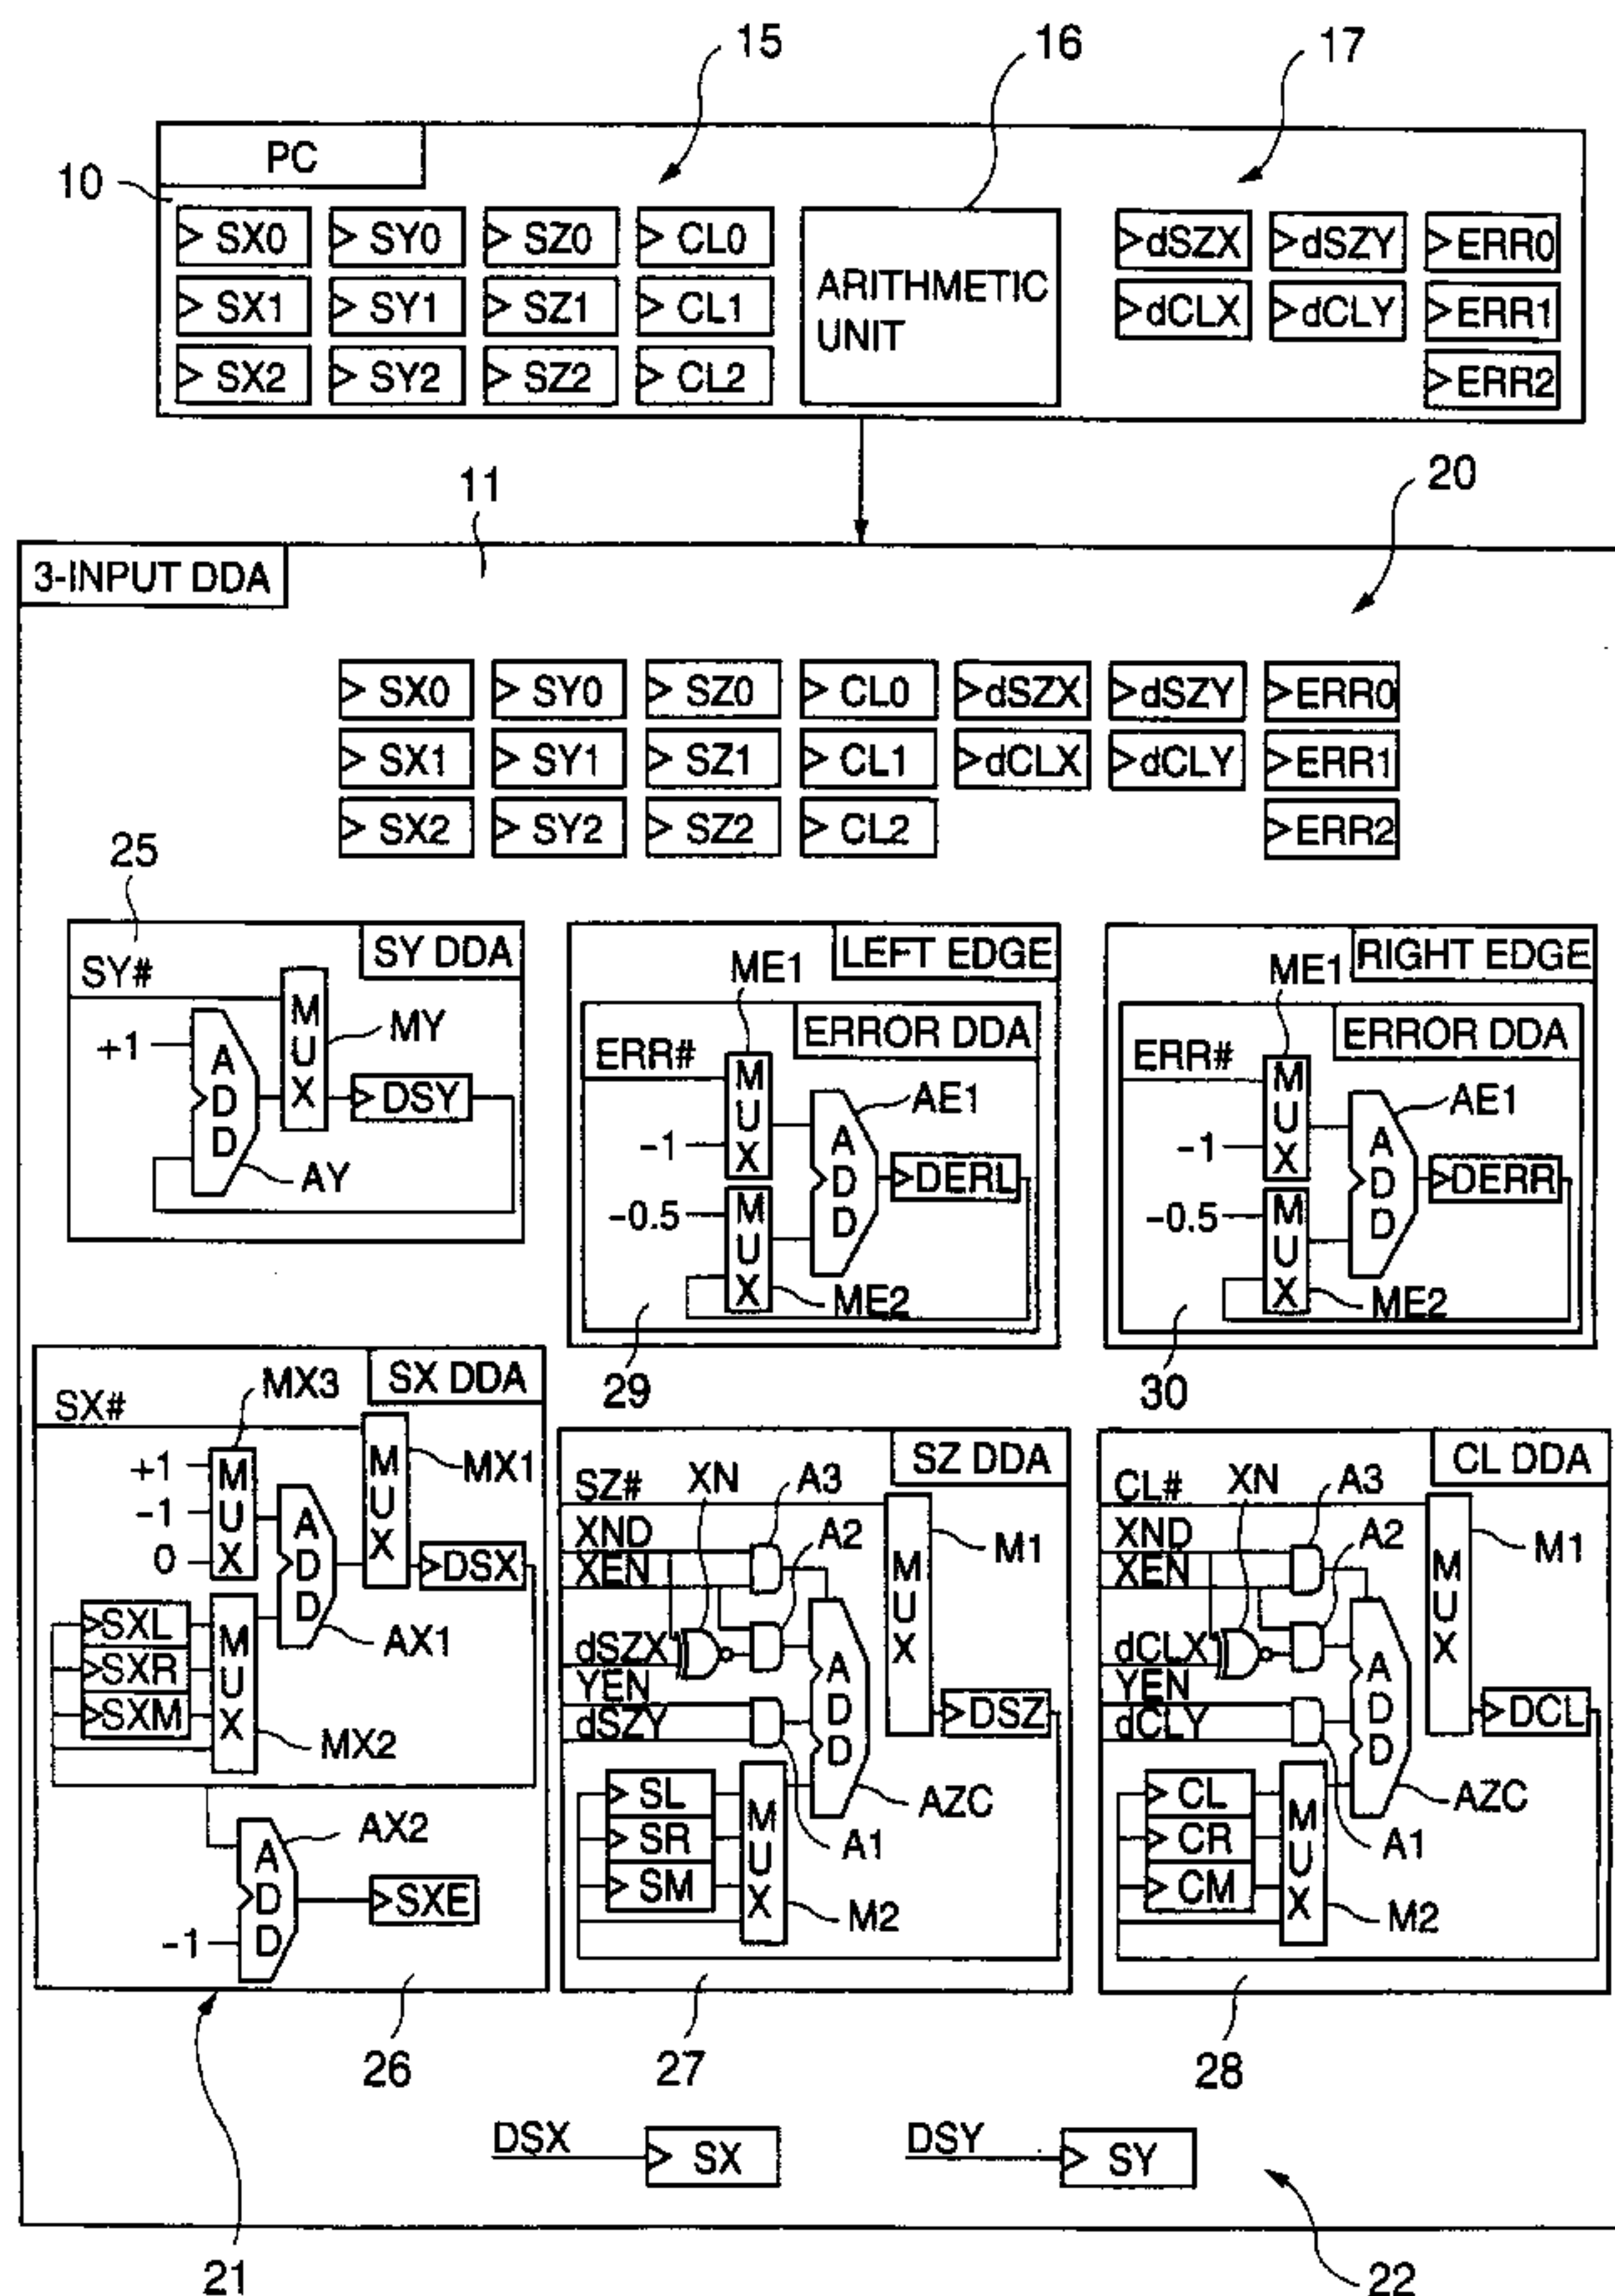 15 16 17
PC
10
SX0 SY0 SZ0 CL0
SX1 SY1 SZ1 CL1
SX2 SY2 SZ2 CL2
ARITHMETIC
UNIT
dSZX dSZY ERR0
dCLX dCLY ERR1
ERR2
11 20
3-INPUT DDA
SX0 SY0 SZ0 CL0 dSZX dSZY ERR0
SX1 SY1 SZ1 CL1 dCLX dCLY ERR1
SX2 SY2 SZ2 CL2 ERR2
25
SY DDA
SY#
+1
ADD
MUX
MY
DSY
AY
LEFT EDGE
ME1
ERROR DDA
ERR#
MUX
-1
ADD
AE1
DERL
-0.5
MUX
ME2
29
RIGHT EDGE
ME1
ERROR DDA
ERR#
MUX
-1
ADD
AE1
DERR
-0.5
MUX
ME2
30
SX DDA
SX#
MX3
+1
-1
0
MUX
ADD
MUX
MX1
DSX
SXL
SXR
SXM
MUX
AX1
MX2
AX2
ADD
-1
SXE
26
21
SZ DDA
SZ#
XND
XEN
XN
A3
A2
dSZX
YEN
dSZY
ADD
MUX
M1
DSZ
SL
SR
SM
MUX
AZC
A1
M2
27
CL DDA
CL#
XND
XEN
XN
A3
A2
dCLX
YEN
dCLY
ADD
MUX
M1
DCL
CL
CR
CM
MUX
AZC
A1
M2
28
DSX SX
DSY SY
22